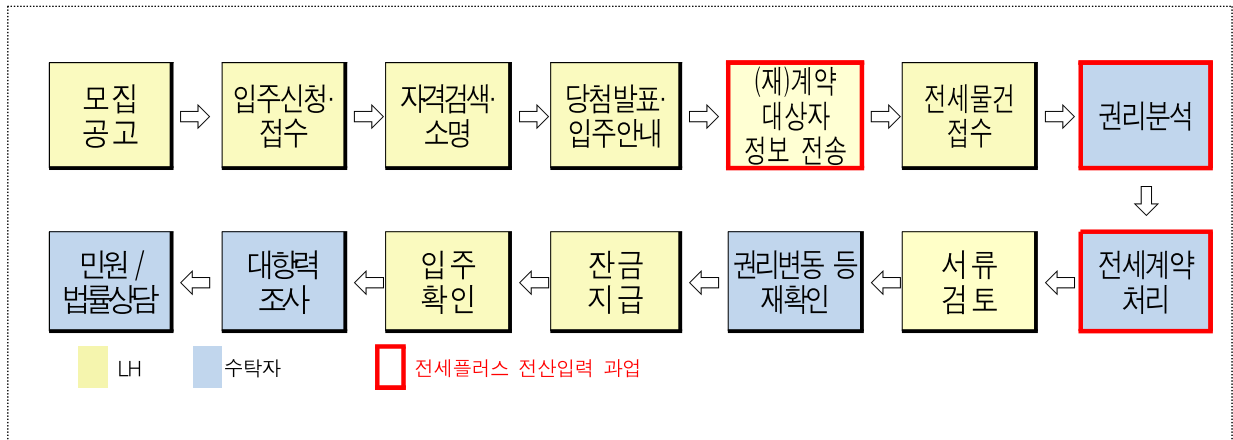 모집
공고
입주신청·
접수
자격검색·
소명
당첨발표·
입주안내
(재)계약
대상자
정보 전송
전세물건
접수
권리분석
전세계약
처리
서류
검토
권리변동 등
재확인
잔금
지급
입주
확인
대항력
조사
민원 /
법률상담
LH
수탁자
전세플러스 전산입력 과업